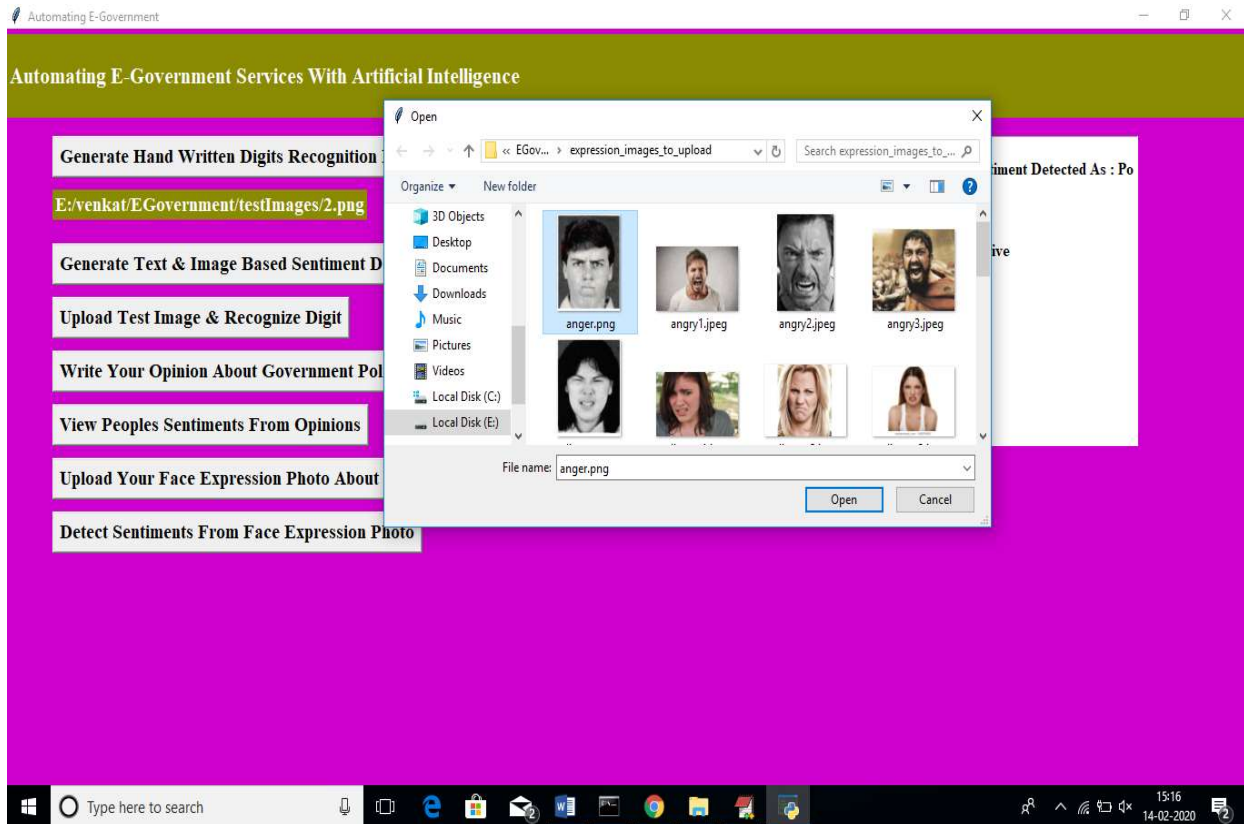 Automating E-Government
Automating E-Government Services With Artificial Intelligence
Generate Hand Written Digits Recognition
E:/venkat/EGovernment/testImages/2.png
Generate Text & Image Based Sentiment D
Upload Test Image & Recognize Digit
Write Your Opinion About Government Pol
View Peoples Sentiments From Opinions
Upload Your Face Expression Photo About
Detect Sentiments From Face Expression Photo
Open
« EGov... › expression_images_to_upload
Search expression_images_to_...
Organize
New folder
3D Objects
Desktop
Documents
Downloads
Music
Pictures
Videos
Local Disk (C:)
Local Disk (E:)
anger.png
angry1.jpeg
angry2.jpeg
angry3.jpeg
File name: anger.png
Open
Cancel
iment Detected As : Po
ive
Type here to search
15:16
14-02-2020